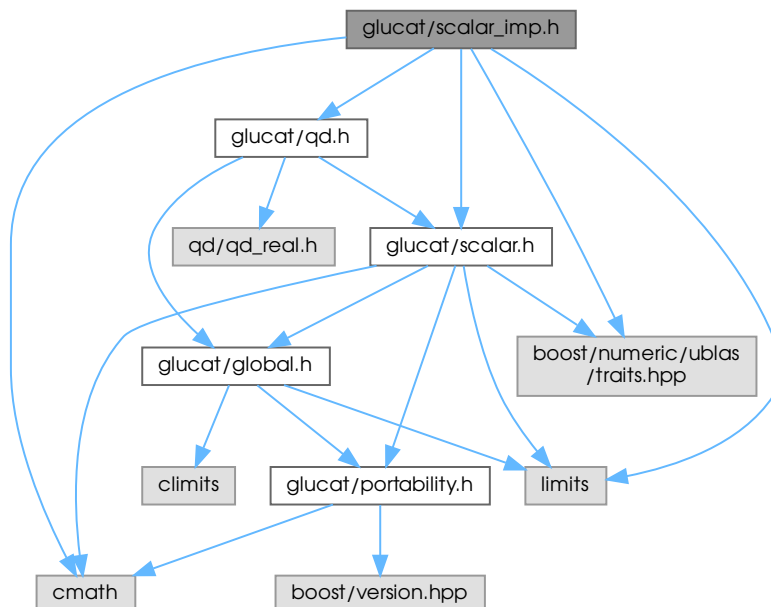 glucat/scalar_imp.h
glucat/qd.h
qd/qd_real.h
glucat/scalar.h
boost/numeric/ublas
/traits.hpp
glucat/global.h
climits
glucat/portability.h
limits
cmath
boost/version.hpp